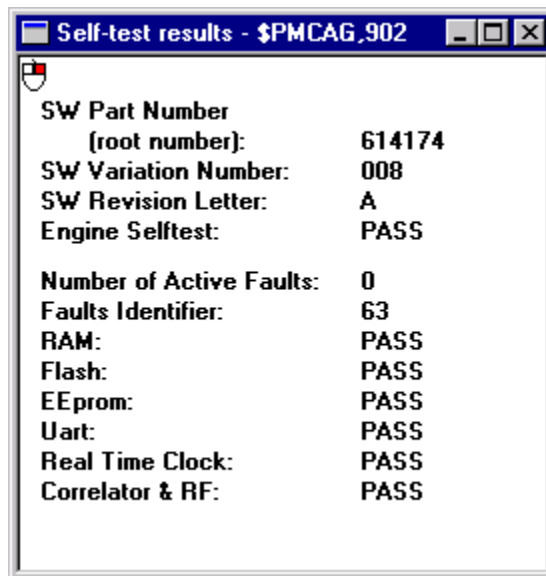 Self-test results - $PMCAG,902
SW Part Number
(root number): 614174
SW Variation Number: 008
SW Revision Letter: A
Engine Selftest: PASS
Number of Active Faults: 0
Faults Identifier: 63
RAM: PASS
Flash: PASS
EEprom: PASS
Uart: PASS
Real Time Clock: PASS
Correlator & RF: PASS